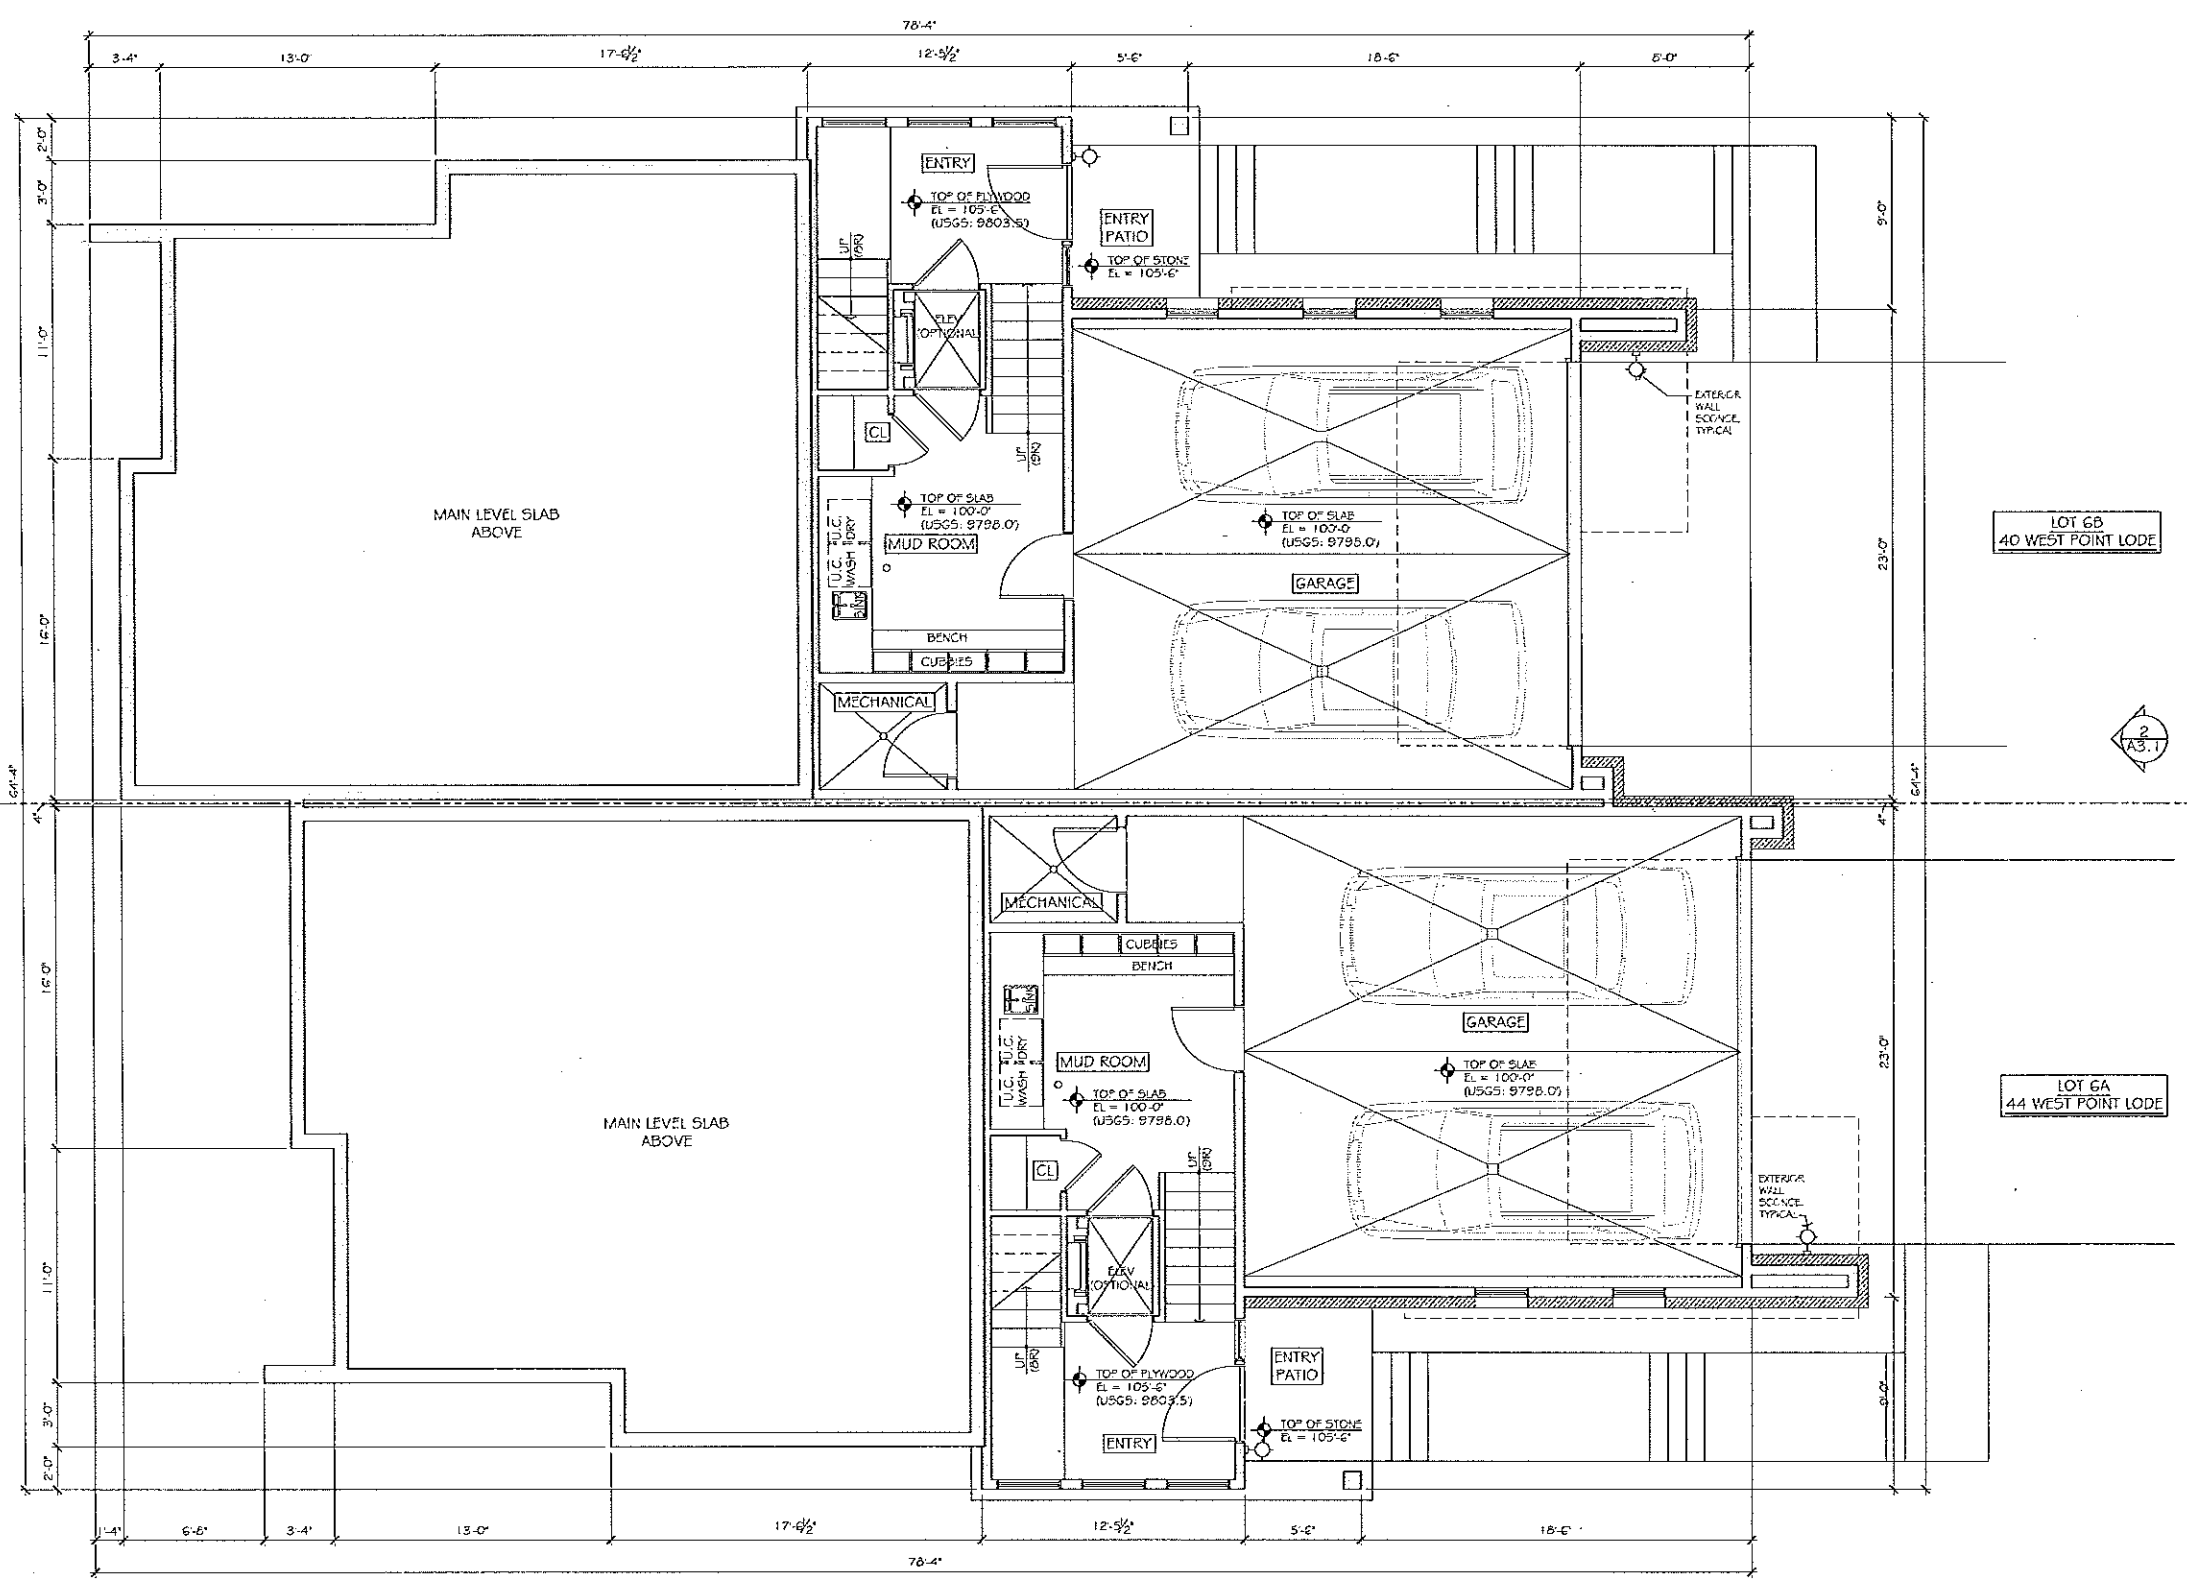 78'-4"
3'-4"
13'-0"
17'-6 1/2"
12'-5 1/2"
5'-6"
18'-6"
8'-0"
2'-0"
3'-0"
11'-0"
16'-0"
64'-4"
4"
ENTRY
TOP OF PLYWOOD
EL = 105'-6"
(USGS: 9803.5')
UP
(8R)
ENTRY
PATIO
TOP OF STONE
EL = 105'-6"
9'-0"
ELEV
(OPTIONAL)
CL
UP
(9R)
EXTERIOR
WALL
SCONCE,
TYPICAL
MAIN LEVEL SLAB
ABOVE
TOP OF SLAB
EL = 100'-0"
(USGS: 9798.0')
MUD ROOM
U.C.
DRY
U.C.
WASH
SINK
BENCH
CUBBIES
MECHANICAL
TOP OF SLAB
EL = 100'-0
(USGS: 9798.0')
GARAGE
23'-0"
LOT 6B
40 WEST POINT LODE
2
A3.1
64'-4"
4"
MECHANICAL
CUBBIES
BENCH
SINK
U.C.
DRY
U.C.
WASH
MUD ROOM
TOP OF SLAB
EL = 100'-0"
(USGS: 9798.0')
GARAGE
TOP OF SLAB
EL = 100'-0"
(USGS: 9798.0')
23'-0"
LOT 6A
44 WEST POINT LODE
MAIN LEVEL SLAB
ABOVE
CL
UP
(9R)
EXTERIOR
WALL
SCONCE,
TYPICAL
ELEV
(OPTIONAL)
UP
(8R)
TOP OF PLYWOOD
EL = 105'-6"
(USGS: 9803.5')
ENTRY
ENTRY
PATIO
TOP OF STONE
EL = 105'-6"
9'-0"
16'-0"
11'-0"
3'-0"
2'-0"
1'-4"
6'-8"
3'-4"
13'-0"
17'-6 1/2"
12'-5 1/2"
5'-6"
18'-6"
78'-4"